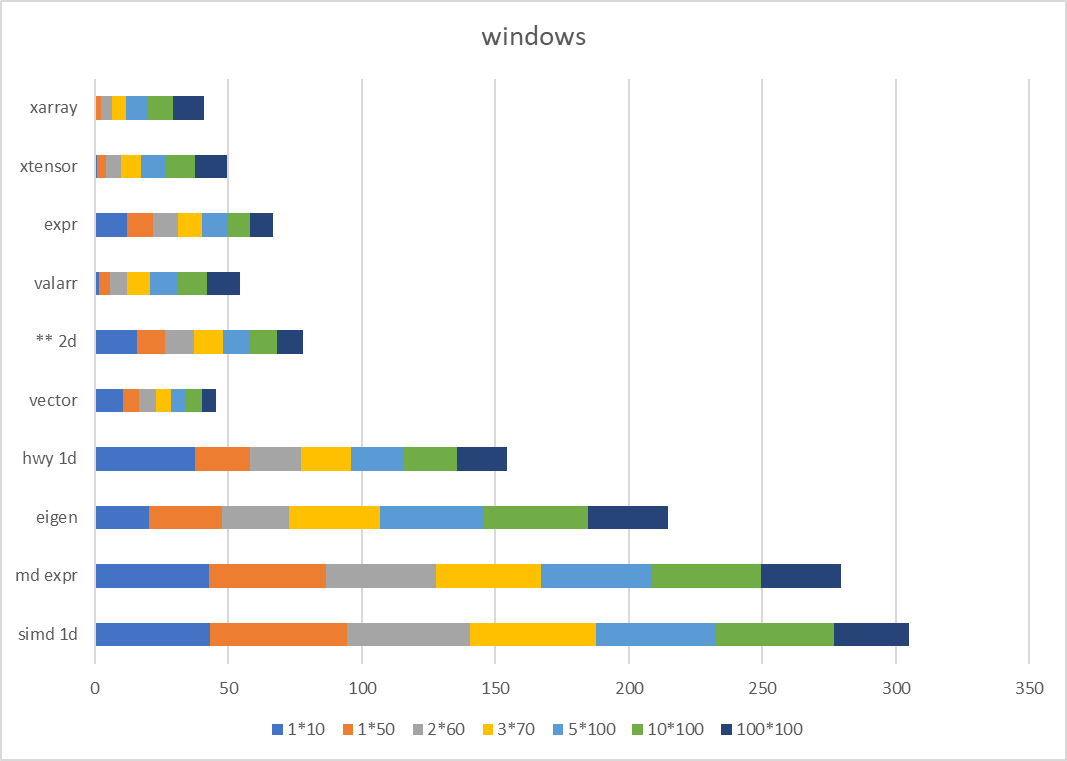 windows
xarray
xtensor
expr
valarr
** 2d
vector
hwy 1d
eigen
md expr
simd 1d
0 50 100 150 200 250 300 350
1*10 1*50 2*60 3*70 5*100 10*100 100*100